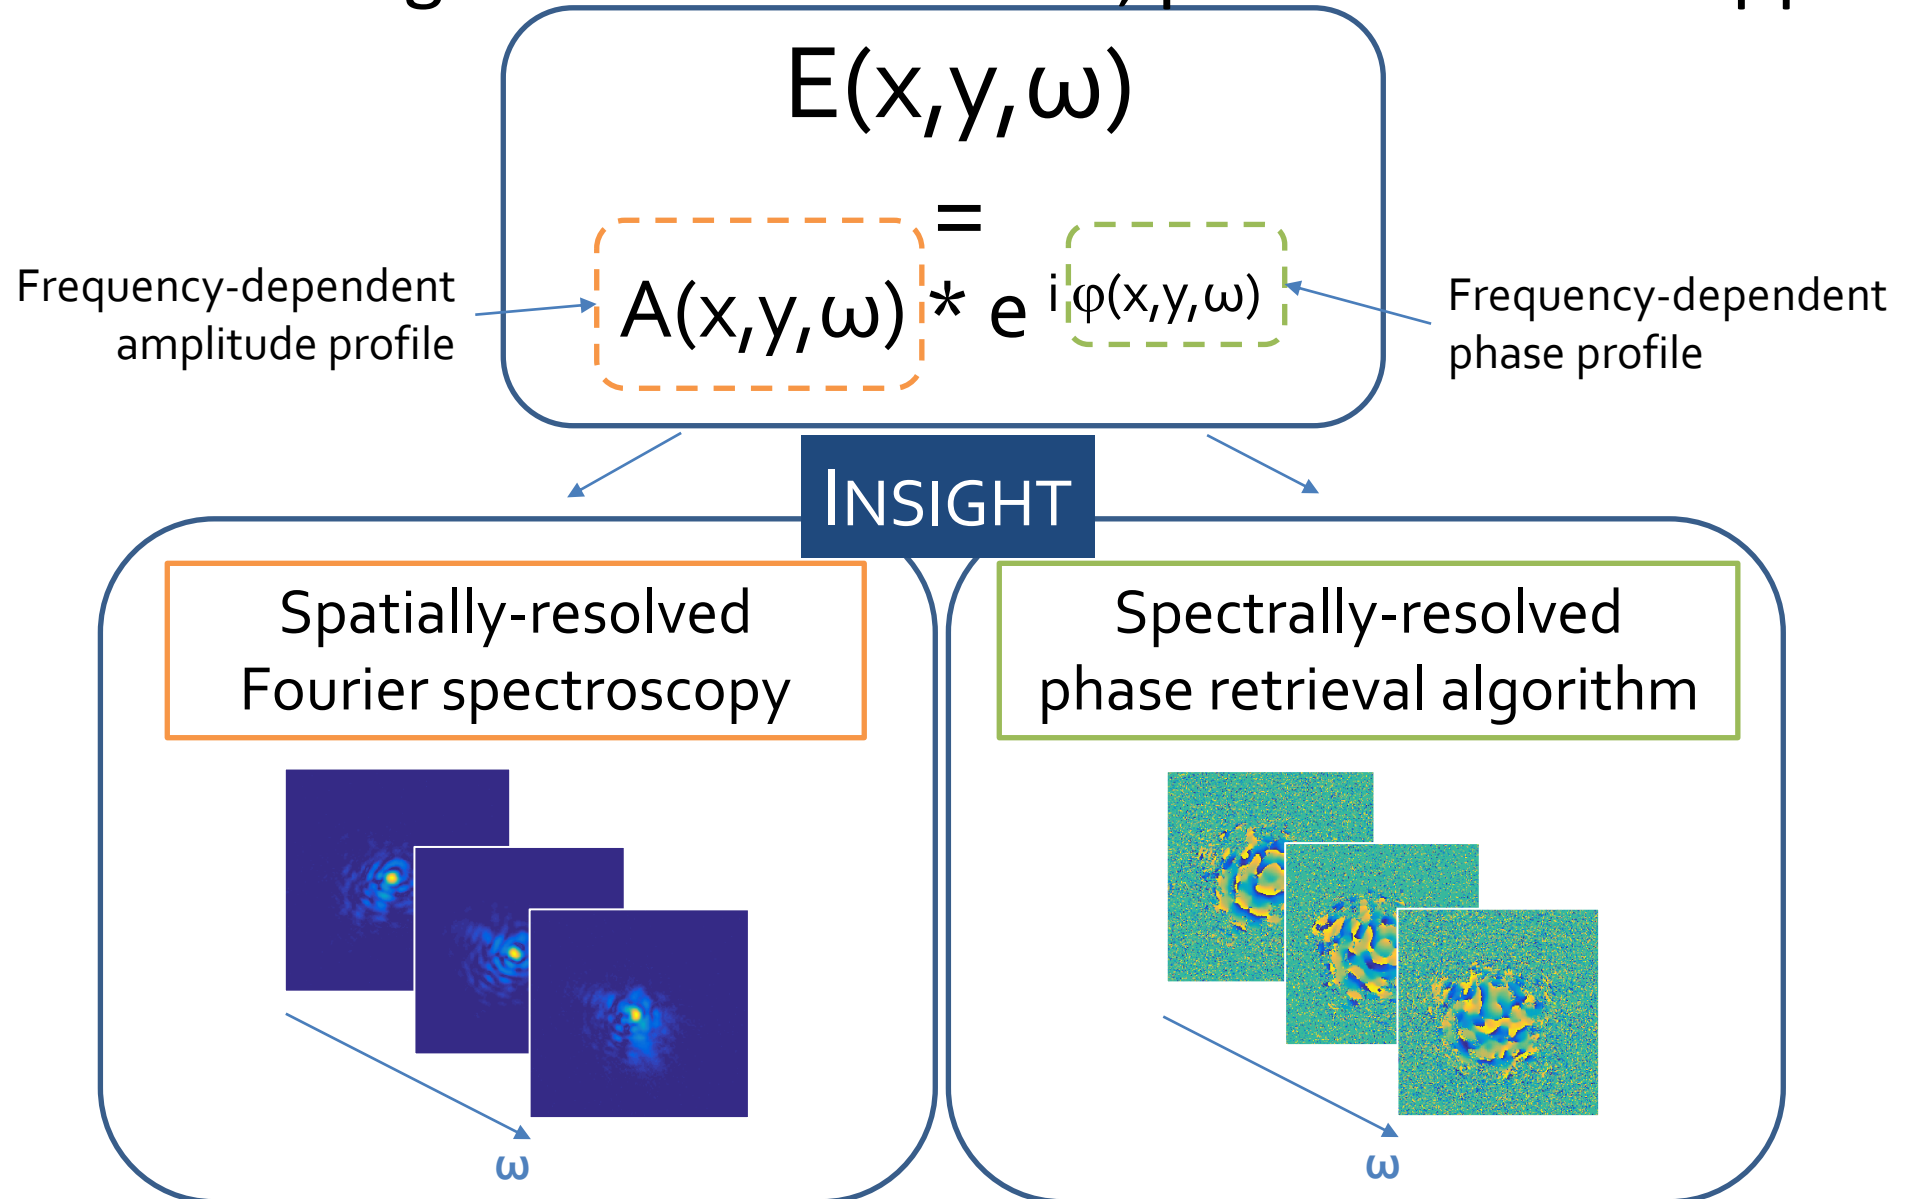 E(x,y,ω)
=
A(x,y,ω) * e i φ(x,y,ω)
Frequency-dependent
amplitude profile
Frequency-dependent
phase profile
INSIGHT
Spatially-resolved
Fourier spectroscopy
Spectrally-resolved
phase retrieval algorithm
ω
ω